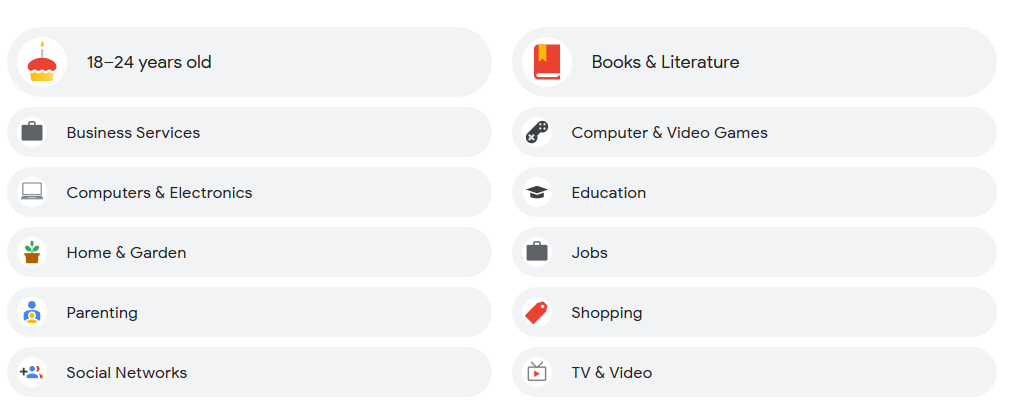 18–24 years old
Books & Literature
Business Services
Computer & Video Games
Computers & Electronics
Education
Home & Garden
Jobs
Parenting
Shopping
Social Networks
TV & Video